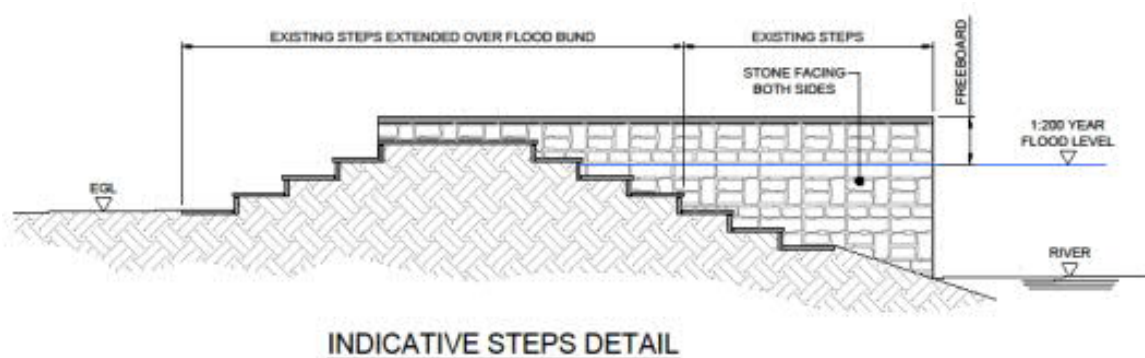 EXISTING STEPS EXTENDED OVER FLOOD BUND
EXISTING STEPS
STONE FACING
BOTH SIDES
FREEBOARD
1:200 YEAR
FLOOD LEVEL
EGL
RIVER
INDICATIVE STEPS DETAIL